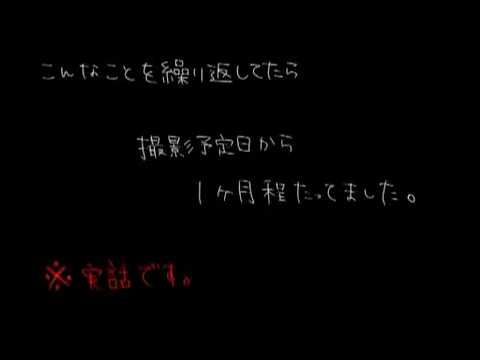 こんなことを繰り返してたら
撮影予定日から
1ヶ月程たってました。
※実話です。